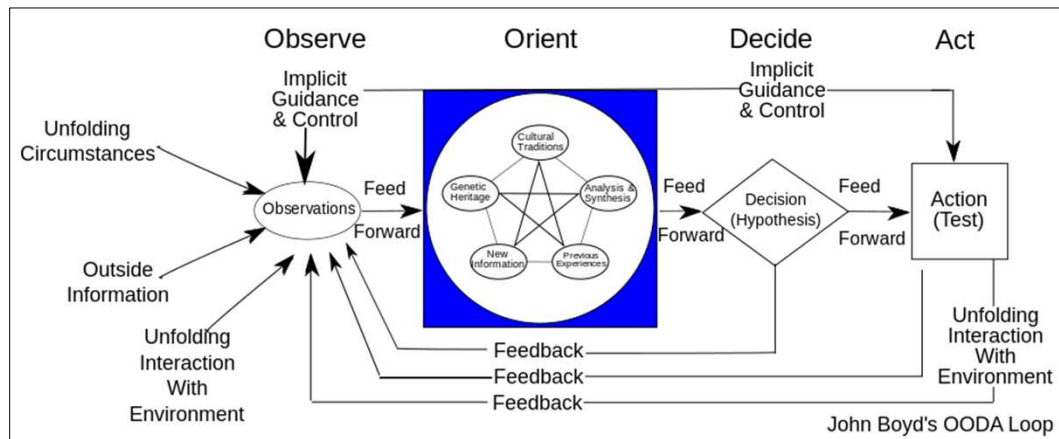 Observe
Orient
Decide
Act
Implicit
Guidance
& Control
Implicit
Guidance
& Control
Unfolding
Circumstances
Observations
Outside
Information
Unfolding
Interaction
With
Environment
Feed
Forward
Cultural
Traditions
Genetic
Heritage
Analysis &
Synthesis
New
Information
Previous
Experiences
Feed
Forward
Decision
(Hypothesis)
Feed
Forward
Action
(Test)
Unfolding
Interaction
With
Environment
Feedback
Feedback
Feedback
John Boyd's OODA Loop